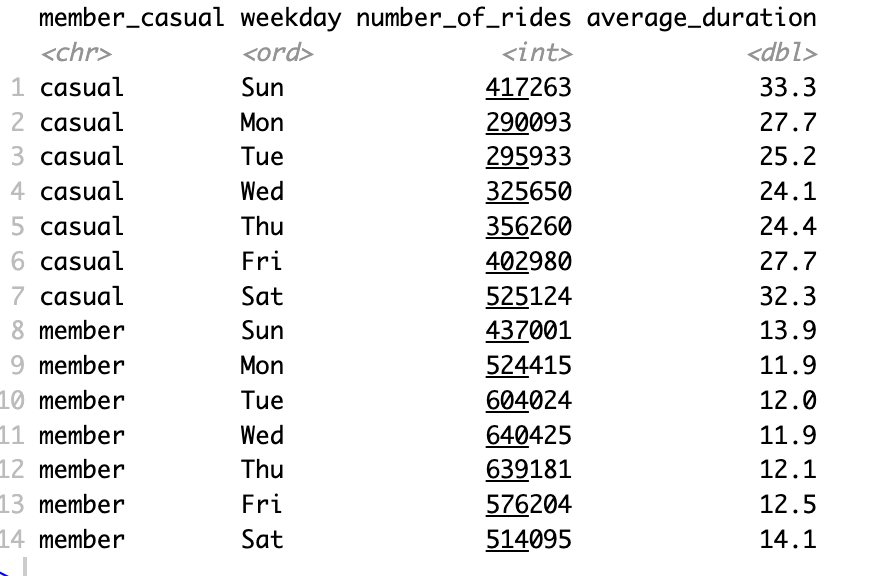 member_casual weekday number_of_rides average_duration
<chr> <ord> <int> <dbl>
1 casual Sun 417263 33.3
2 casual Mon 290093 27.7
3 casual Tue 295933 25.2
4 casual Wed 325650 24.1
5 casual Thu 356260 24.4
6 casual Fri 402980 27.7
7 casual Sat 525124 32.3
8 member Sun 437001 13.9
9 member Mon 524415 11.9
10 member Tue 604024 12.0
11 member Wed 640425 11.9
12 member Thu 639181 12.1
13 member Fri 576204 12.5
14 member Sat 514095 14.1
>